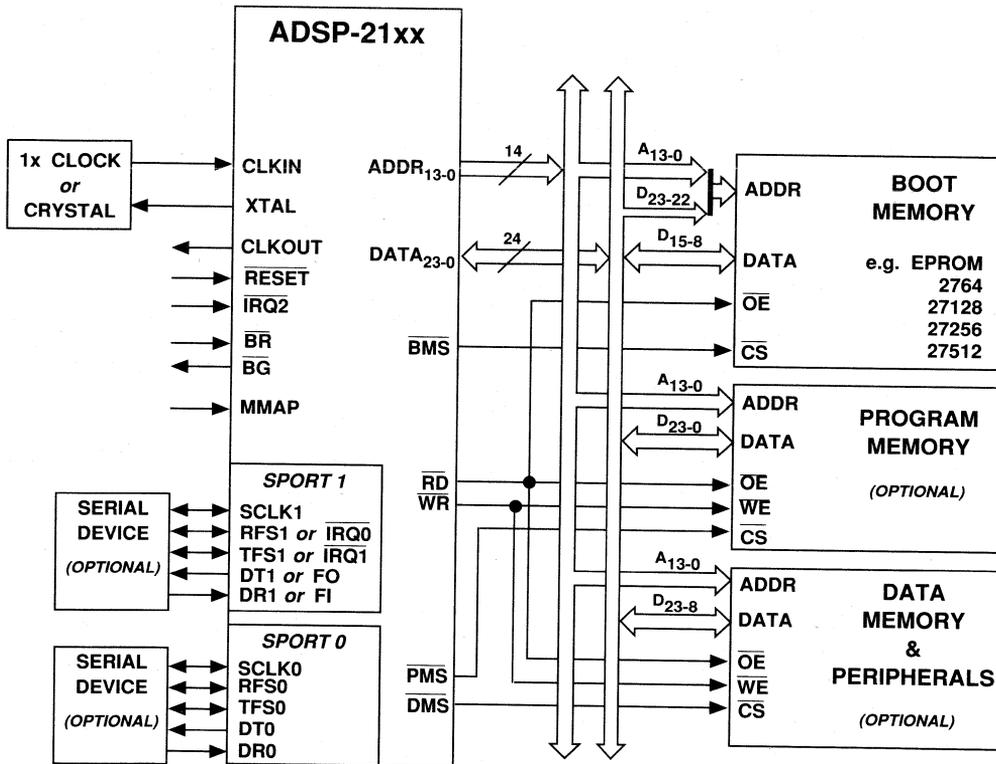 ADSP-21xx
1x CLOCK
or
CRYSTAL
CLKIN
XTAL
CLKOUT
RESET
IRQ2
BR
BG
MMAP
ADDR13-0
14
DATA23-0
24
BMS
RD
WR
PMS
DMS
SPORT 1
SCLK1
RFS1 or IRQ0
TFS1 or IRQ1
DT1 or FO
DR1 or FI
SERIAL
DEVICE
(OPTIONAL)
SPORT 0
SCLK0
RFS0
TFS0
DT0
DR0
SERIAL
DEVICE
(OPTIONAL)
A13-0
D23-22
D15-8
ADDR
DATA
OE
CS
BOOT
MEMORY
e.g. EPROM
2764
27128
27256
27512
A13-0
D23-0
ADDR
DATA
OE
WE
CS
PROGRAM
MEMORY
(OPTIONAL)
A13-0
D23-8
ADDR
DATA
OE
WE
CS
DATA
MEMORY
&
PERIPHERALS
(OPTIONAL)